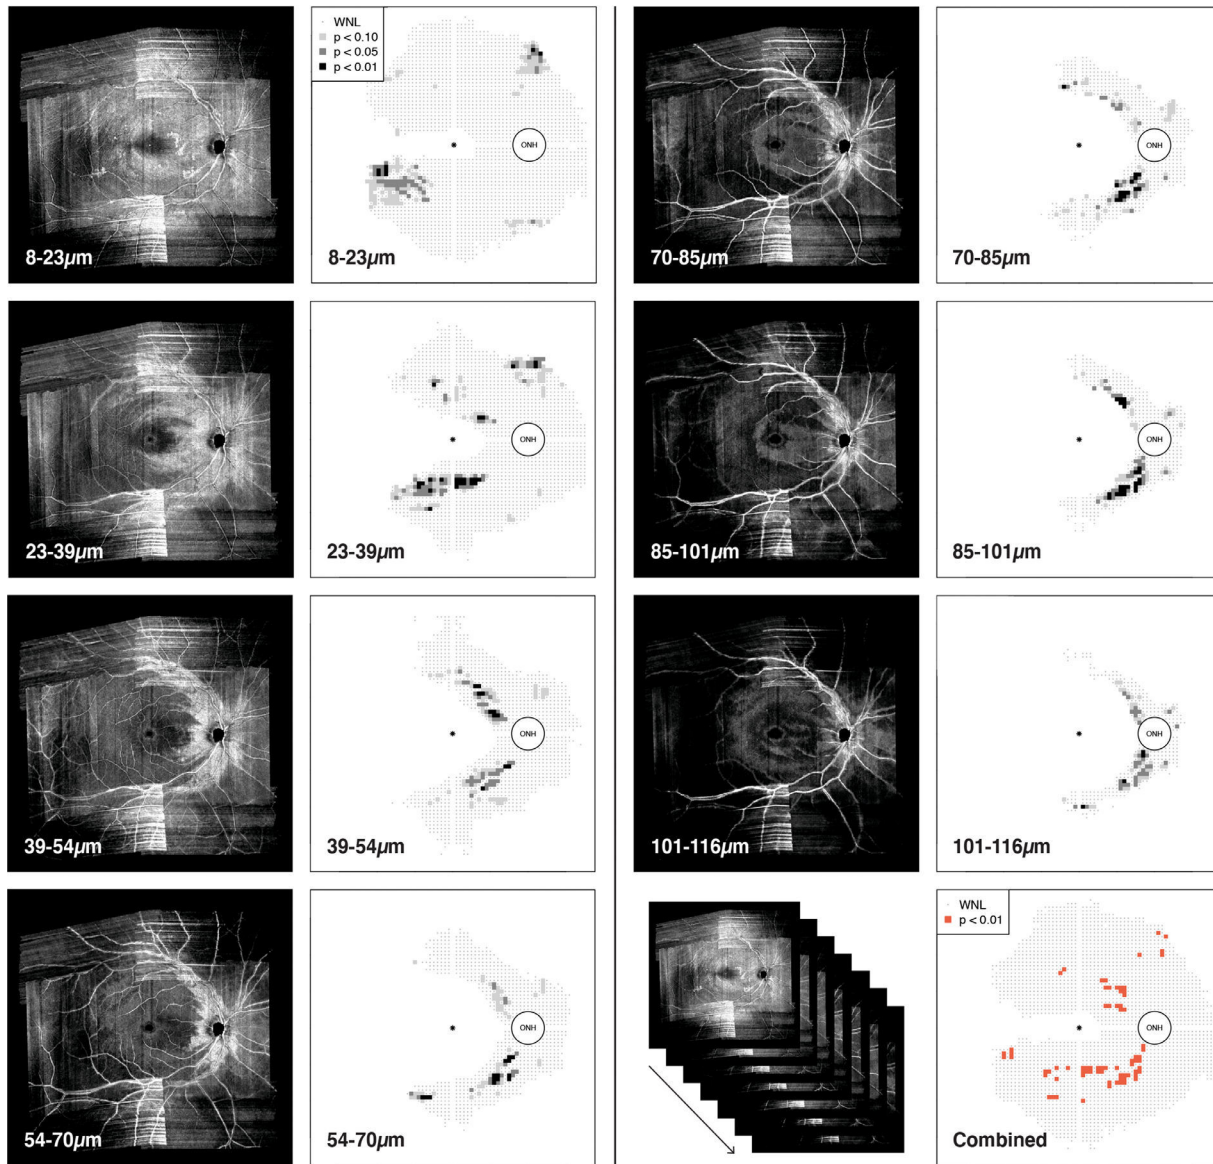 8-23μm
WNL
p < 0.10
p < 0.05
p < 0.01
ONH
8-23μm
70-85μm
ONH
70-85μm
23-39μm
ONH
23-39μm
85-101μm
ONH
85-101μm
39-54μm
ONH
39-54μm
101-116μm
ONH
101-116μm
54-70μm
ONH
54-70μm
WNL
p < 0.01
ONH
Combined